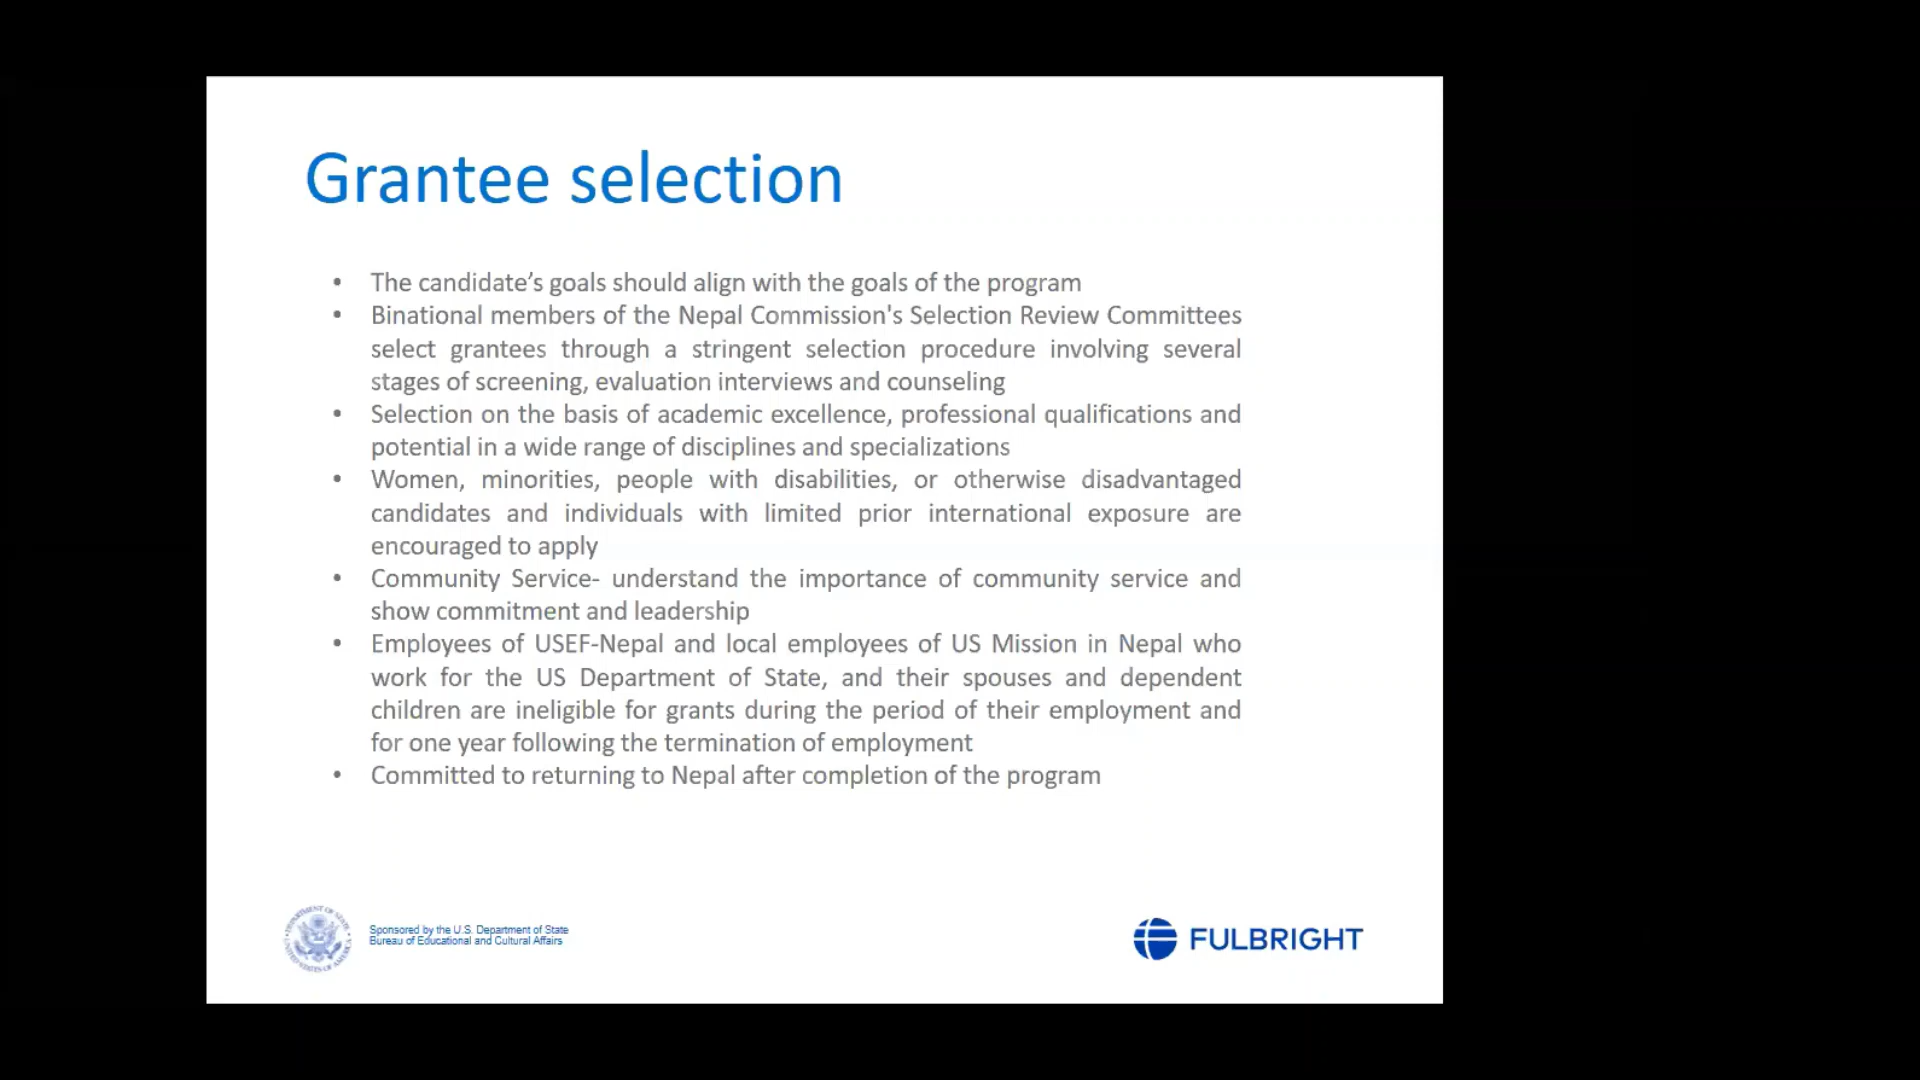 Grantee selection
• The candidate’s goals should align with the goals of the program
• Binational members of the Nepal Commission's Selection Review Committees
select grantees through a stringent selection procedure involving several
stages of screening, evaluation interviews and counseling
• Selection on the basis of academic excellence, professional qualifications and
potential in a wide range of disciplines and specializations
• Women, minorities, people with disabilities, or otherwise disadvantaged
candidates and individuals with limited prior international exposure are
encouraged to apply
• Community Service- understand the importance of community service and
show commitment and leadership
• Employees of USEF-Nepal and local employees of US Mission in Nepal who
work for the US Department of State, and their spouses and dependent
children are ineligible for grants during the period of their employment and
for one year following the termination of employment
• Committed to returning to Nepal after completion of the program
DEPARTMENT OF STATE
UNITED STATES OF AMERICA
Sponsored by the U.S. Department of State
Bureau of Educational and Cultural Affairs
FULBRIGHT